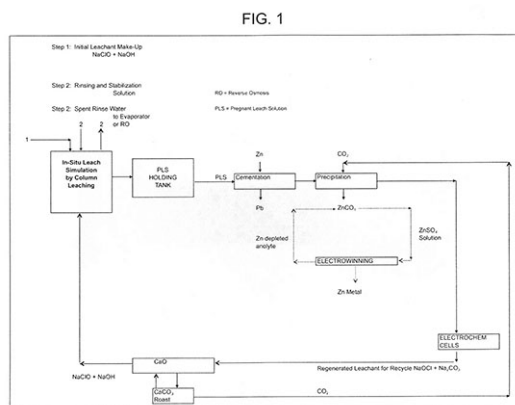 FIG. 1
Step 1: Initial Leachant Make-Up
NaClO + NaOH
Step 2: Rinsing and Stabilization
Solution
RO = Reverse Osmosis
Step 2: Spent Rinse Water
to Evaporator
or RO
PLS = Pregnant Leach Solution
2 2
1
In-Situ Leach
Simulation
by Column
Leaching
PLS
HOLDING
TANK
PLS
Zn
Cementation
Pb
CO₂
Precipitation
ZnCO₃
Zn-depleted
anolyte
ZnSO₄
Solution
ELECTROWINNING
Zn Metal
ELECTROCHEM
CELLS
CaO
Regenerated Leachant for Recycle NaOCl + Na₂CO₃
NaClO + NaOH
CaCO₃
Roast
CO₂